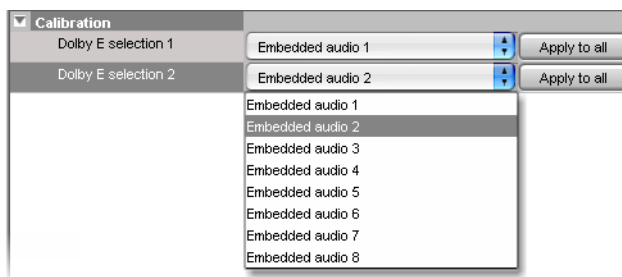 Calibration
Dolby E selection 1 Embedded audio 1 Apply to all
Dolby E selection 2 Embedded audio 2 Apply to all
Embedded audio 1
Embedded audio 2
Embedded audio 3
Embedded audio 4
Embedded audio 5
Embedded audio 6
Embedded audio 7
Embedded audio 8